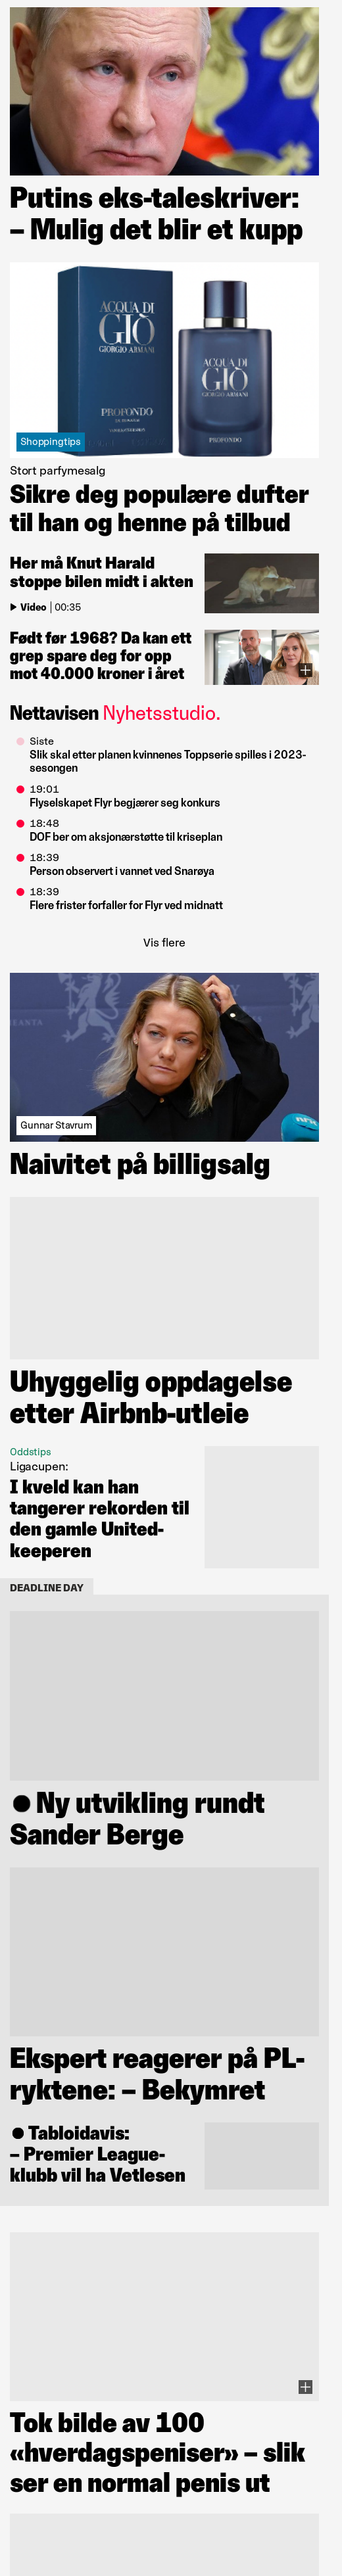 Putins eks-taleskriver:
– Mulig det blir et kupp
ACQUA DI
GIÒ
GIORGIO ARMANI
PROFONDO
ACQUA DI
GIÒ
GIORGIO ARMANI
PROFONDO
Shoppingtips
Stort parfymesalg
Sikre deg populære dufter
til han og henne på tilbud
Her må Knut Harald
stoppe bilen midt i akten
Video | 00:35
Født før 1968? Da kan ett
grep spare deg for opp
mot 40.000 kroner i året
Nettavisen Nyhetsstudio.
Siste
Slik skal etter planen kvinnenes Toppserie spilles i 2023-
sesongen
19:01
Flyselskapet Flyr begjærer seg konkurs
18:48
DOF ber om aksjonærstøtte til kriseplan
18:39
Person observert i vannet ved Snarøya
18:39
Flere frister forfaller for Flyr ved midnatt
Vis flere
Gunnar Stavrum
Naivitet på billigsalg
Uhyggelig oppdagelse
etter Airbnb-utleie
Oddstips
Ligacupen:
I kveld kan han
tangerer rekorden til
den gamle United-
keeperen
DEADLINE DAY
Ny utvikling rundt
Sander Berge
Ekspert reagerer på PL-
ryktene: – Bekymret
Tabloidavis:
– Premier League-
klubb vil ha Vetlesen
Tok bilde av 100
«hverdagspeniser» – slik
ser en normal penis ut